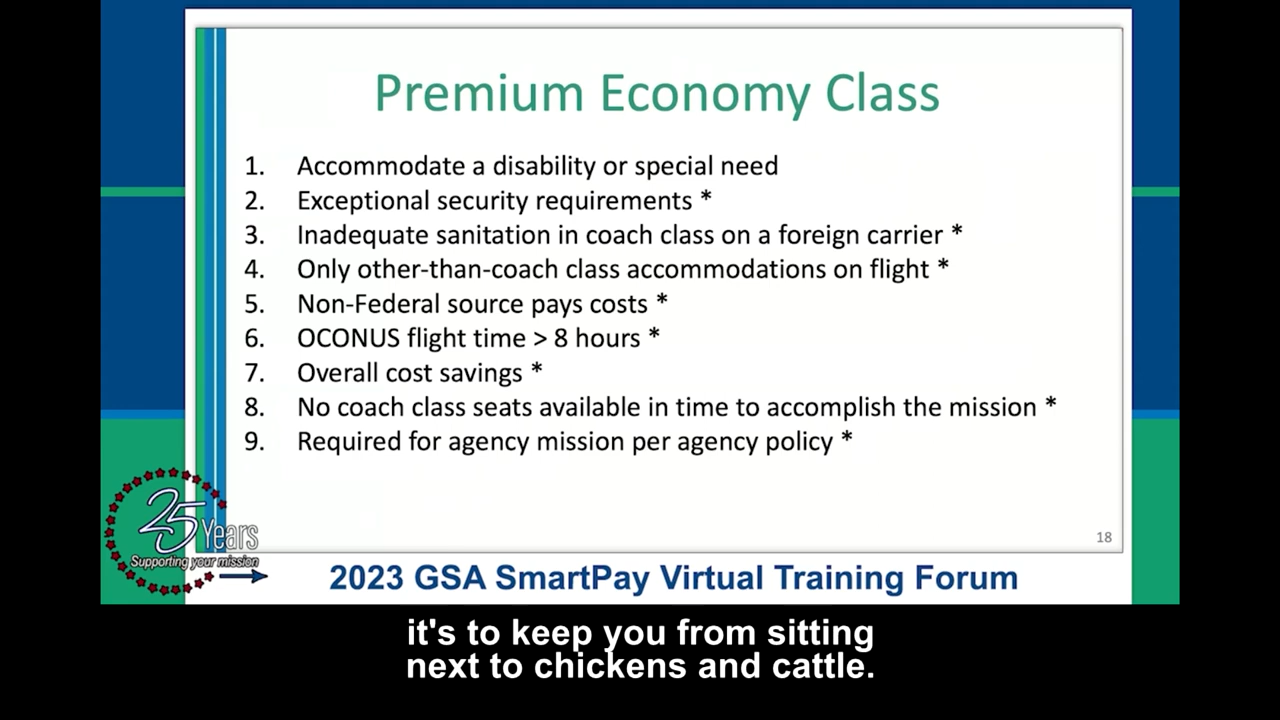 Premium Economy Class
1. Accommodate a disability or special need
2. Exceptional security requirements *
3. Inadequate sanitation in coach class on a foreign carrier *
4. Only other-than-coach class accommodations on flight *
5. Non-Federal source pays costs *
6. OCONUS flight time > 8 hours *
7. Overall cost savings *
8. No coach class seats available in time to accomplish the mission *
9. Required for agency mission per agency policy *
18
25 Years
Supporting your mission
2023 GSA SmartPay Virtual Training Forum
it's to keep you from sitting
next to chickens and cattle.